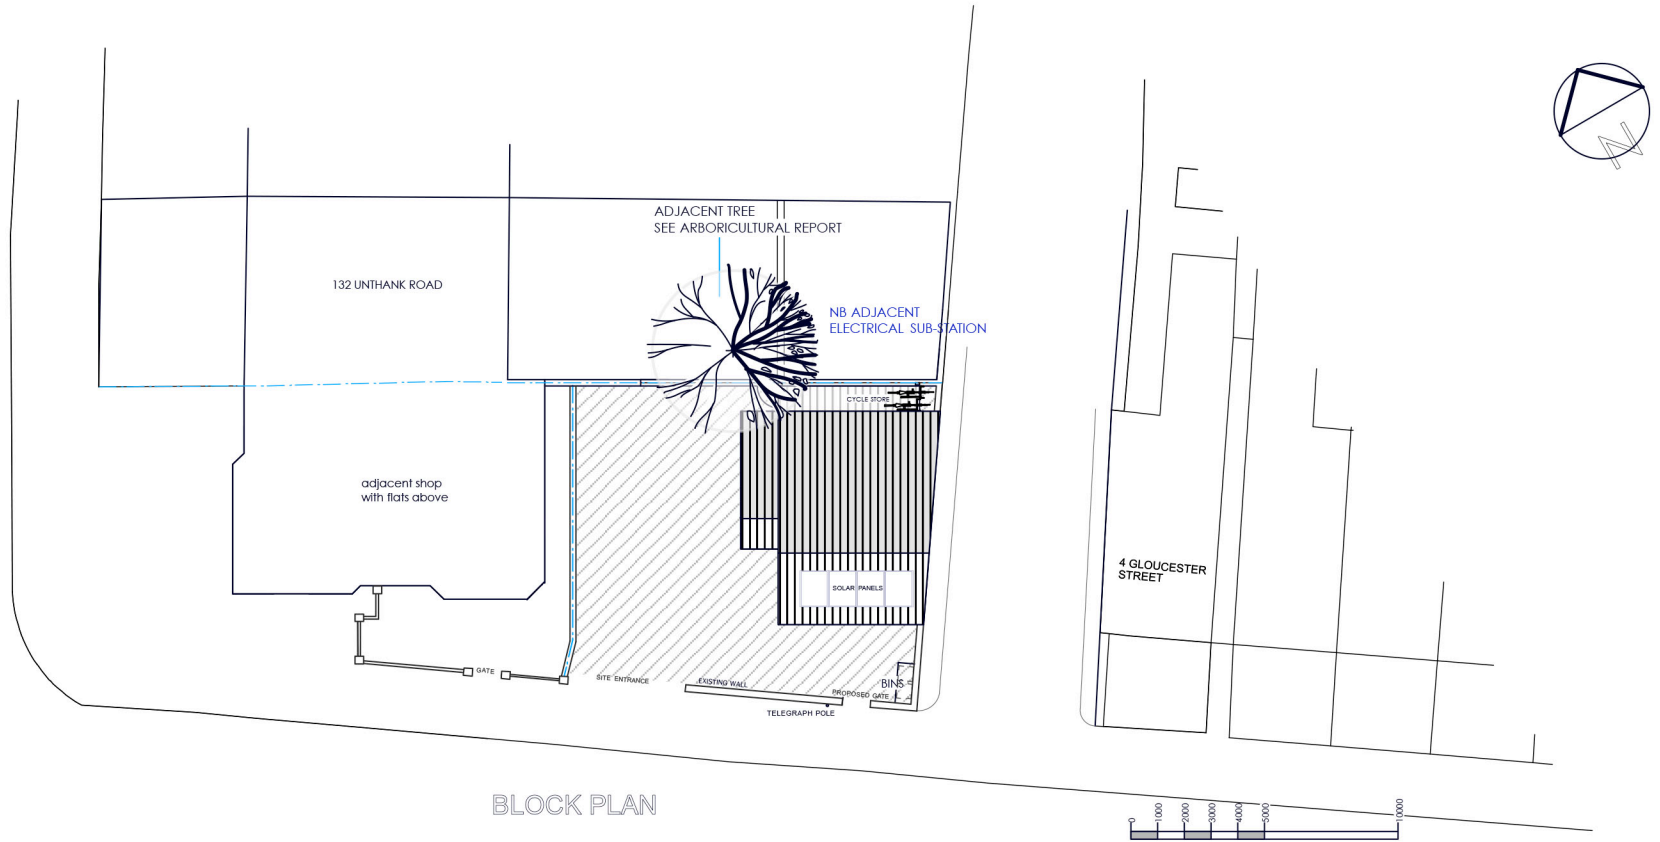 N
ADJACENT TREE
SEE ARBORICULTURAL REPORT
132 UNTHANK ROAD
NB ADJACENT
ELECTRICAL SUB-STATION
CYCLE STORE
adjacent shop
with flats above
4 GLOUCESTER
STREET
SOLAR PANELS
GATE
SITE ENTRANCE
EXISTING WALL
BINS
PROPOSED GATE
TELEGRAPH POLE
BLOCK PLAN
0 1000 2000 3000 4000 5000 10000